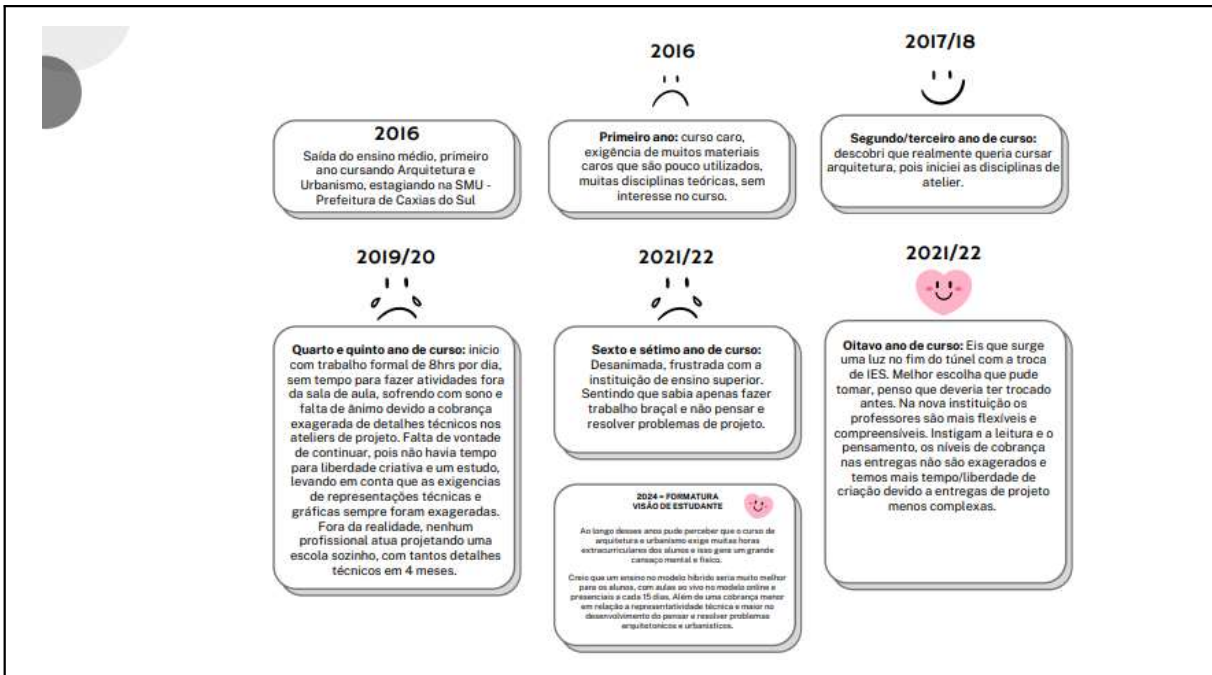 2016
Saída do ensino médio, primeiro
ano cursando Arquitetura e
Urbanismo, estagiando na SMU -
Prefeitura de Caxias do Sul
2016
Primeiro ano: curso caro,
exigência de muitos materiais
caros que são pouco utilizados,
muitas disciplinas teóricas, sem
interesse no curso.
2017/18
Segundo/terceiro ano de curso:
descobri que realmente queria cursar
arquitetura, pois iniciei as disciplinas de
atelier.
2019/20
Quarto e quinto ano de curso: inicio
com trabalho formal de 8hrs por dia,
sem tempo para fazer atividades fora
da sala de aula, sofrendo com sono e
falta de ânimo devido a cobrança
exagerada de detalhes técnicos nos
ateliers de projeto. Falta de vontade
de continuar, pois não havia tempo
para liberdade criativa e um estudo,
levando em conta que as exigencias
de representações técnicas e
gráficas sempre foram exageradas.
Fora da realidade, nenhum
profissional atua projetando uma
escola sozinho, com tantos detalhes
técnicos em 4 meses.
2021/22
Sexto e sétimo ano de curso:
Desanimada, frustrada com a
instituição de ensino superior.
Sentindo que sabia apenas fazer
trabalho braçal e não pensar e
resolver problemas de projeto.
2021/22
Oitavo ano de curso: Eis que surge
uma luz no fim do túnel com a troca
de IES. Melhor escolha que pude
tomar, penso que deveria ter trocado
antes. Na nova instituição os
professores são mais flexíveis e
compreensíveis. Instigam a leitura e o
pensamento, os níveis de cobrança
nas entregas não são exagerados e
temos mais tempo/liberdade de
criação devido a entregas de projeto
menos complexas.
2024 = FORMATURA
VISÃO DE ESTUDANTE
Ao longo desses anos pude perceber que o curso de
arquitetura e urbanismo exige muitas horas
extracurriculares dos alunos e isso gera um grande
cansaço mental e físico.
Creio que um ensino no modelo híbrido seria muito melhor
para os alunos, com aulas ao vivo no modelo online e
presenciais a cada 15 dias. Além de uma cobrança menor
em relação a representatividade técnica e maior no
desenvolvimento do pensar e resolver problemas
arquitetonicos e urbanísticos.